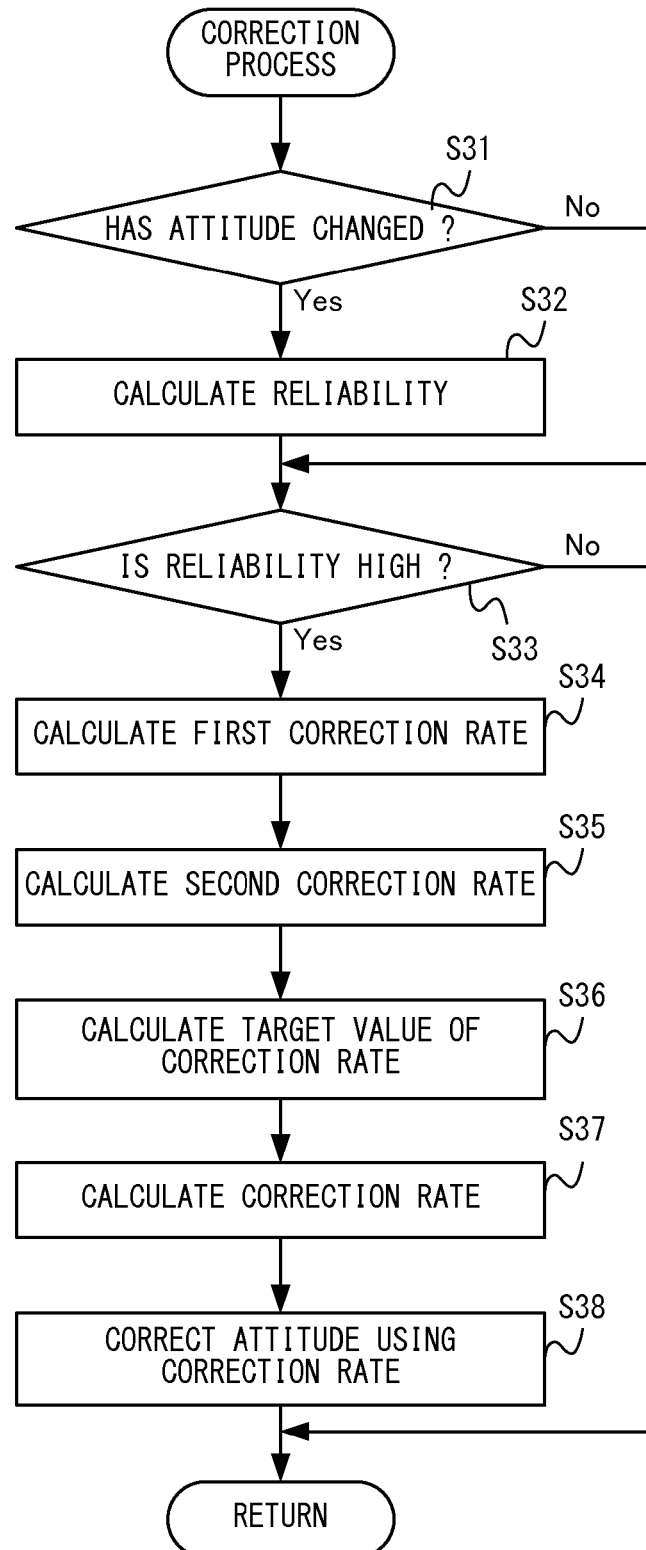 CORRECTION
PROCESS
S31
HAS ATTITUDE CHANGED ?
No
Yes
S32
CALCULATE RELIABILITY
IS RELIABILITY HIGH ?
No
Yes
S33
S34
CALCULATE FIRST CORRECTION RATE
S35
CALCULATE SECOND CORRECTION RATE
S36
CALCULATE TARGET VALUE OF
CORRECTION RATE
S37
CALCULATE CORRECTION RATE
S38
CORRECT ATTITUDE USING
CORRECTION RATE
RETURN